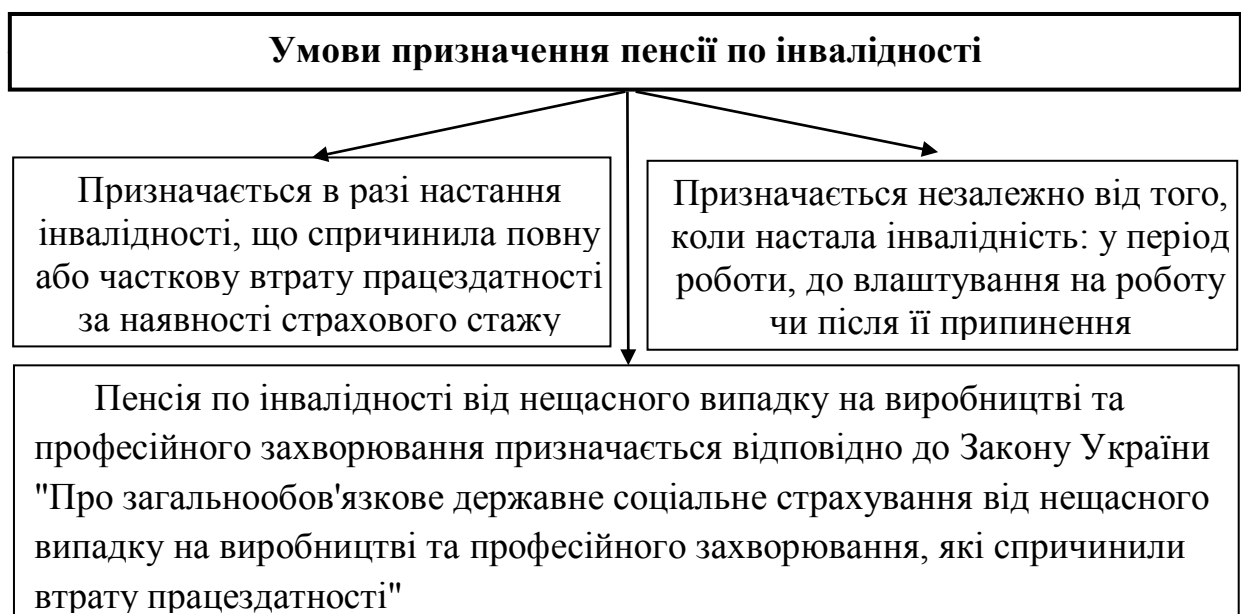 Умови призначення пенсії по інвалідності
Призначається в разі настання
інвалідності, що спричинила повну
або часткову втрату працездатності
за наявності страхового стажу
Призначається незалежно від того,
коли настала інвалідність: у період
роботи, до влаштування на роботу
чи після її припинення
Пенсія по інвалідності від нещасного випадку на виробництві та
професійного захворювання призначається відповідно до Закону України
"Про загальнообов'язкове державне соціальне страхування від нещасного
випадку на виробництві та професійного захворювання, які спричинили
втрату працездатності"